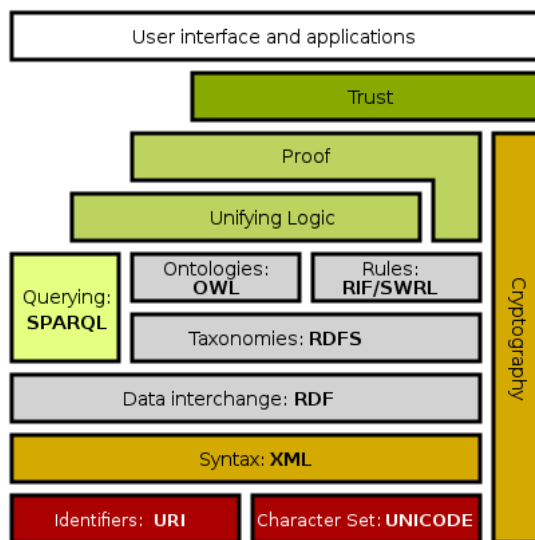 User interface and applications
Trust
Proof
Unifying Logic
Ontologies:
OWL
Rules:
RIF/SWRL
Querying:
SPARQL
Taxonomies: RDFS
Cryptography
Data interchange: RDF
Syntax: XML
Identifiers: URI
Character Set: UNICODE